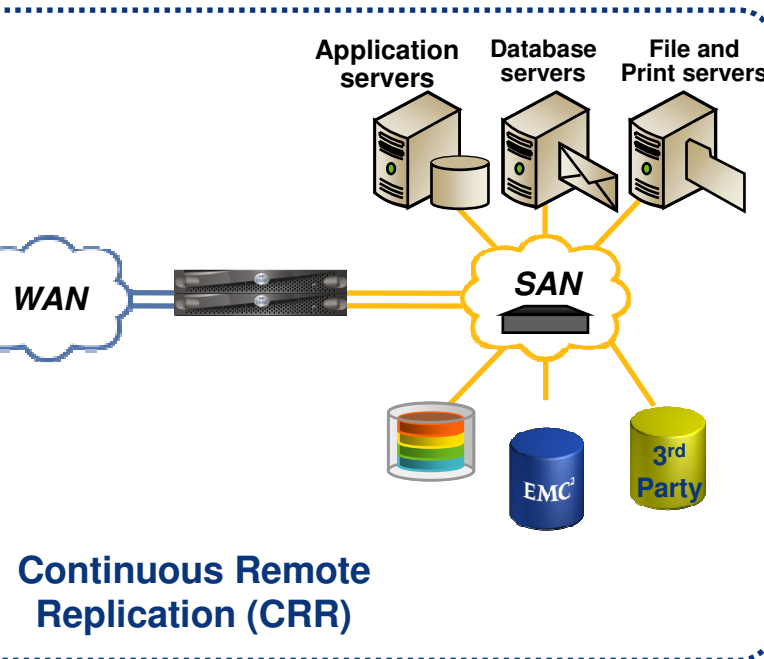 Application
servers
Database
servers
File and
Print servers
WAN
SAN
EMC²
3rd
Party
Continuous Remote
Replication (CRR)